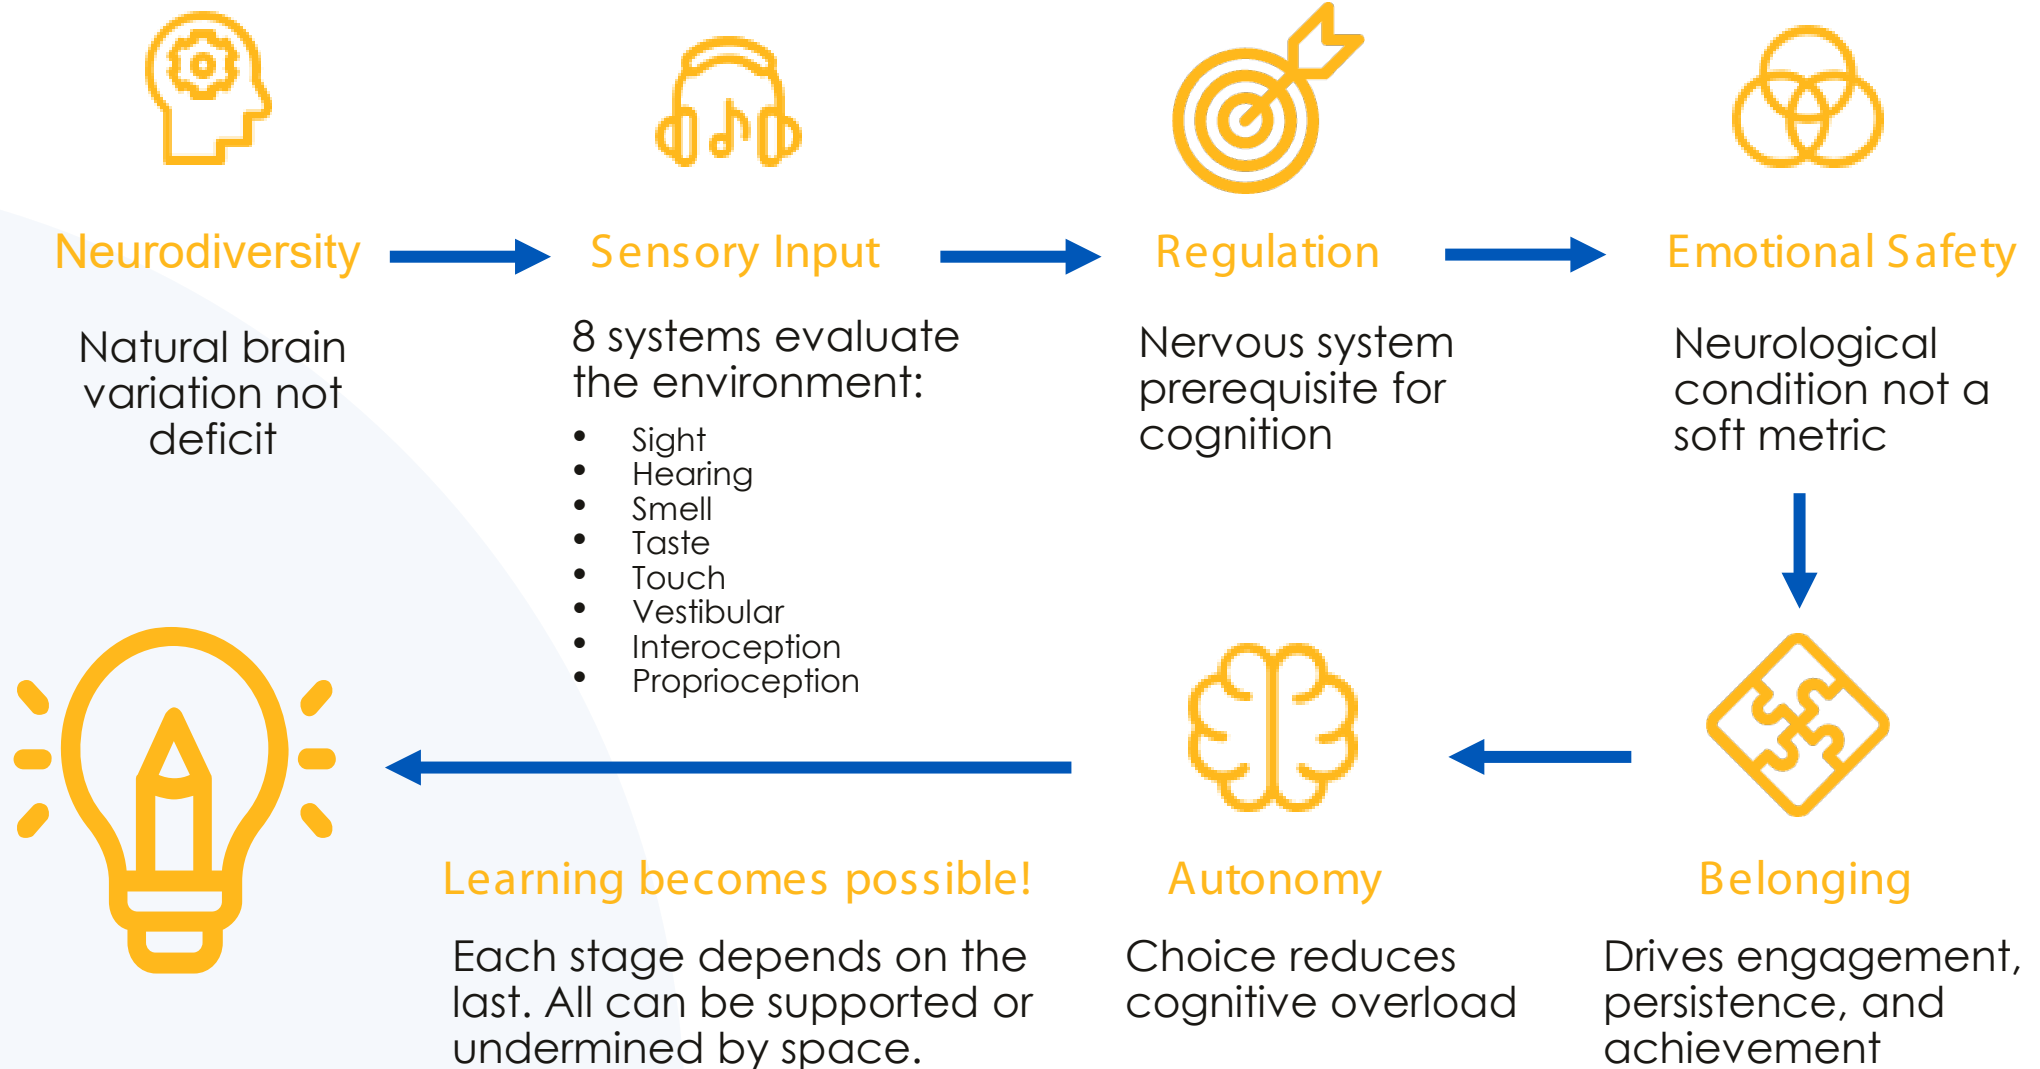 Neurodiversity
Natural brain
variation not
deficit
Sensory Input
8 systems evaluate
the environment:
• Sight
• Hearing
• Smell
• Taste
• Touch
• Vestibular
• Interoception
• Proprioception
Regulation
Nervous system
prerequisite for
cognition
Emotional Safety
Neurological
condition not a
soft metric
Belonging
Drives engagement,
persistence, and
achievement
Autonomy
Choice reduces
cognitive overload
Learning becomes possible!
Each stage depends on the
last. All can be supported or
undermined by space.